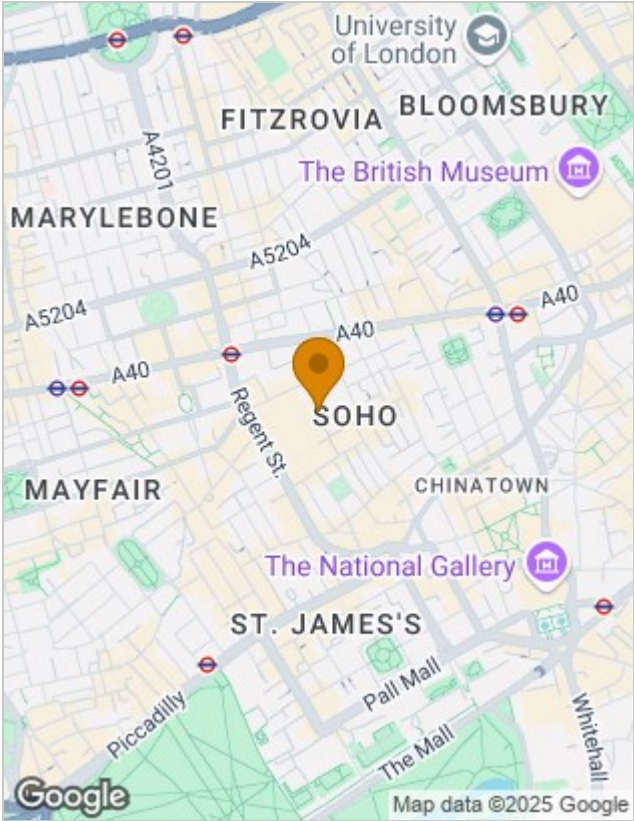 University
of London
FITZROVIA
BLOOMSBURY
A4201
The British Museum
MARYLEBONE
A5204
A5204
A40
A40
A40
SOHO
Regent St.
MAYFAIR
CHINATOWN
The National Gallery
ST. JAMES'S
Pall Mall
Piccadilly
The Mall
Whitehall
Google
Map data ©2025 Google